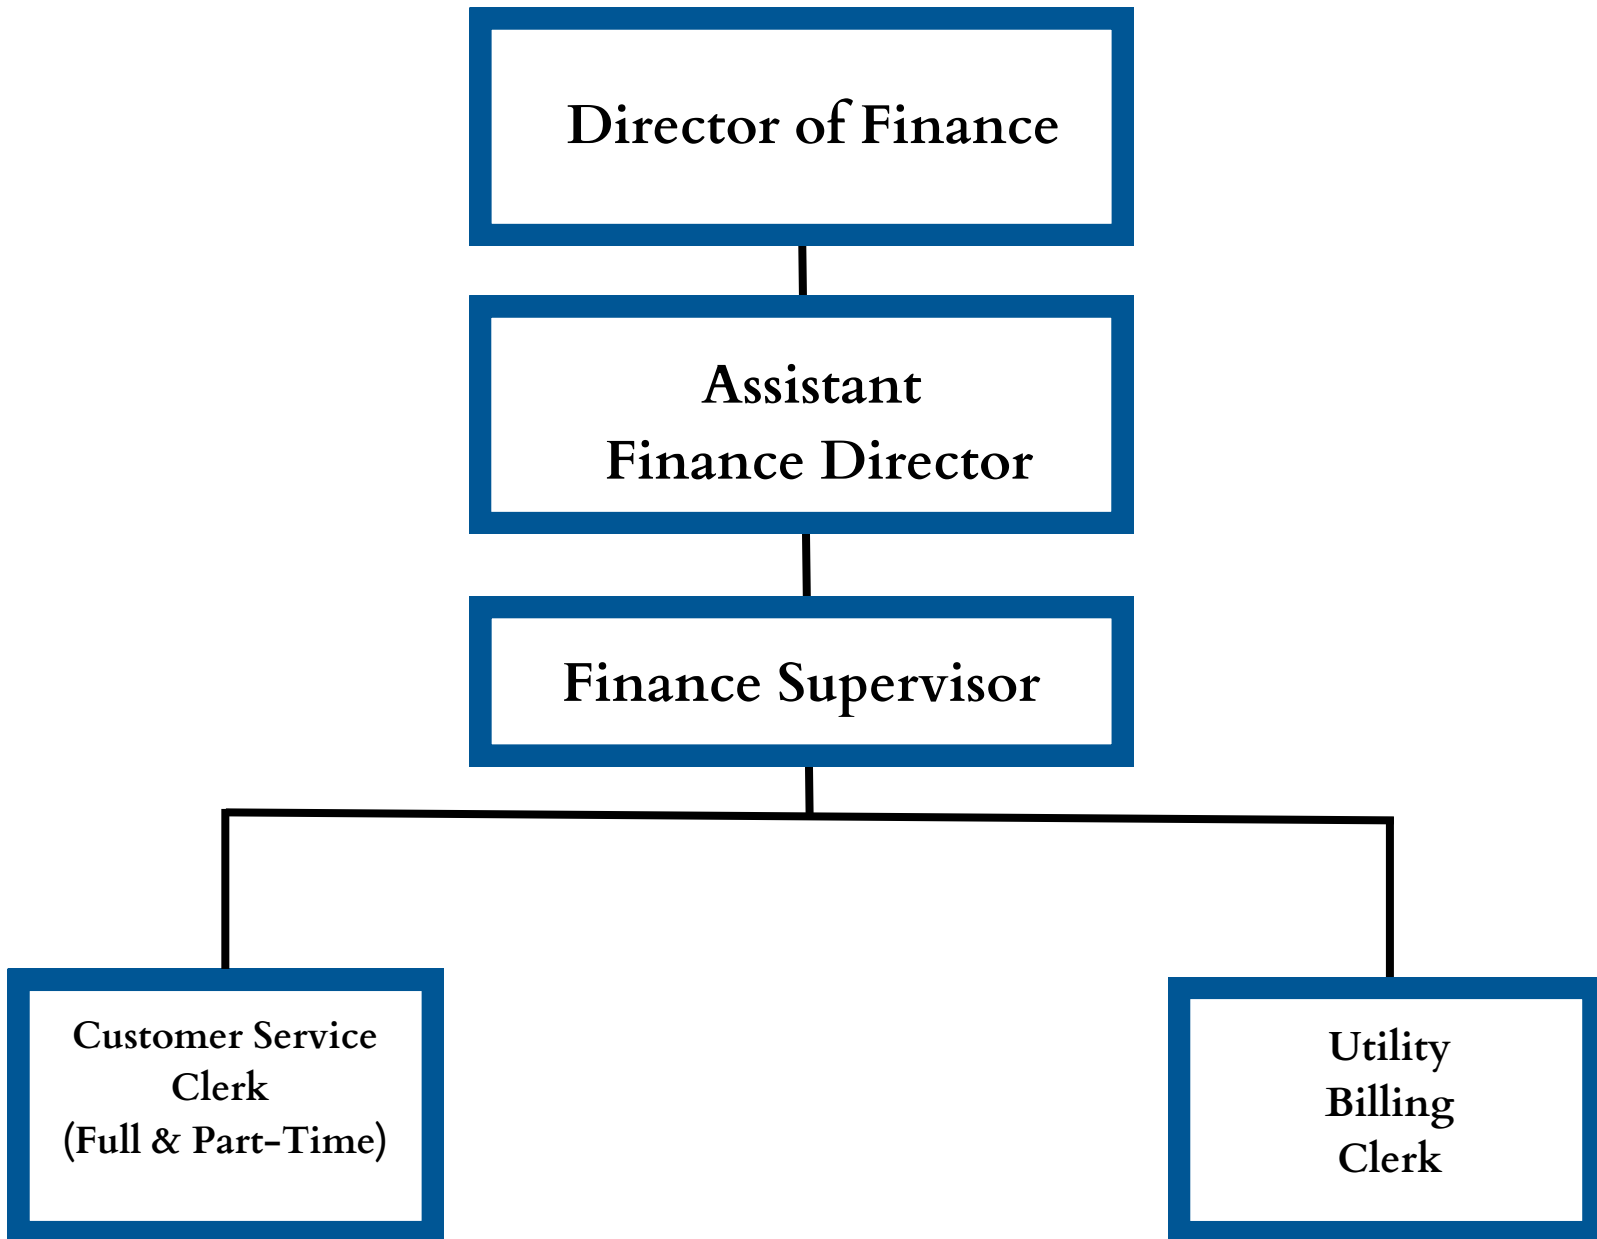 Director of Finance
Assistant
Finance Director
Finance Supervisor
Customer Service
Clerk
(Full & Part-Time)
Utility
Billing
Clerk